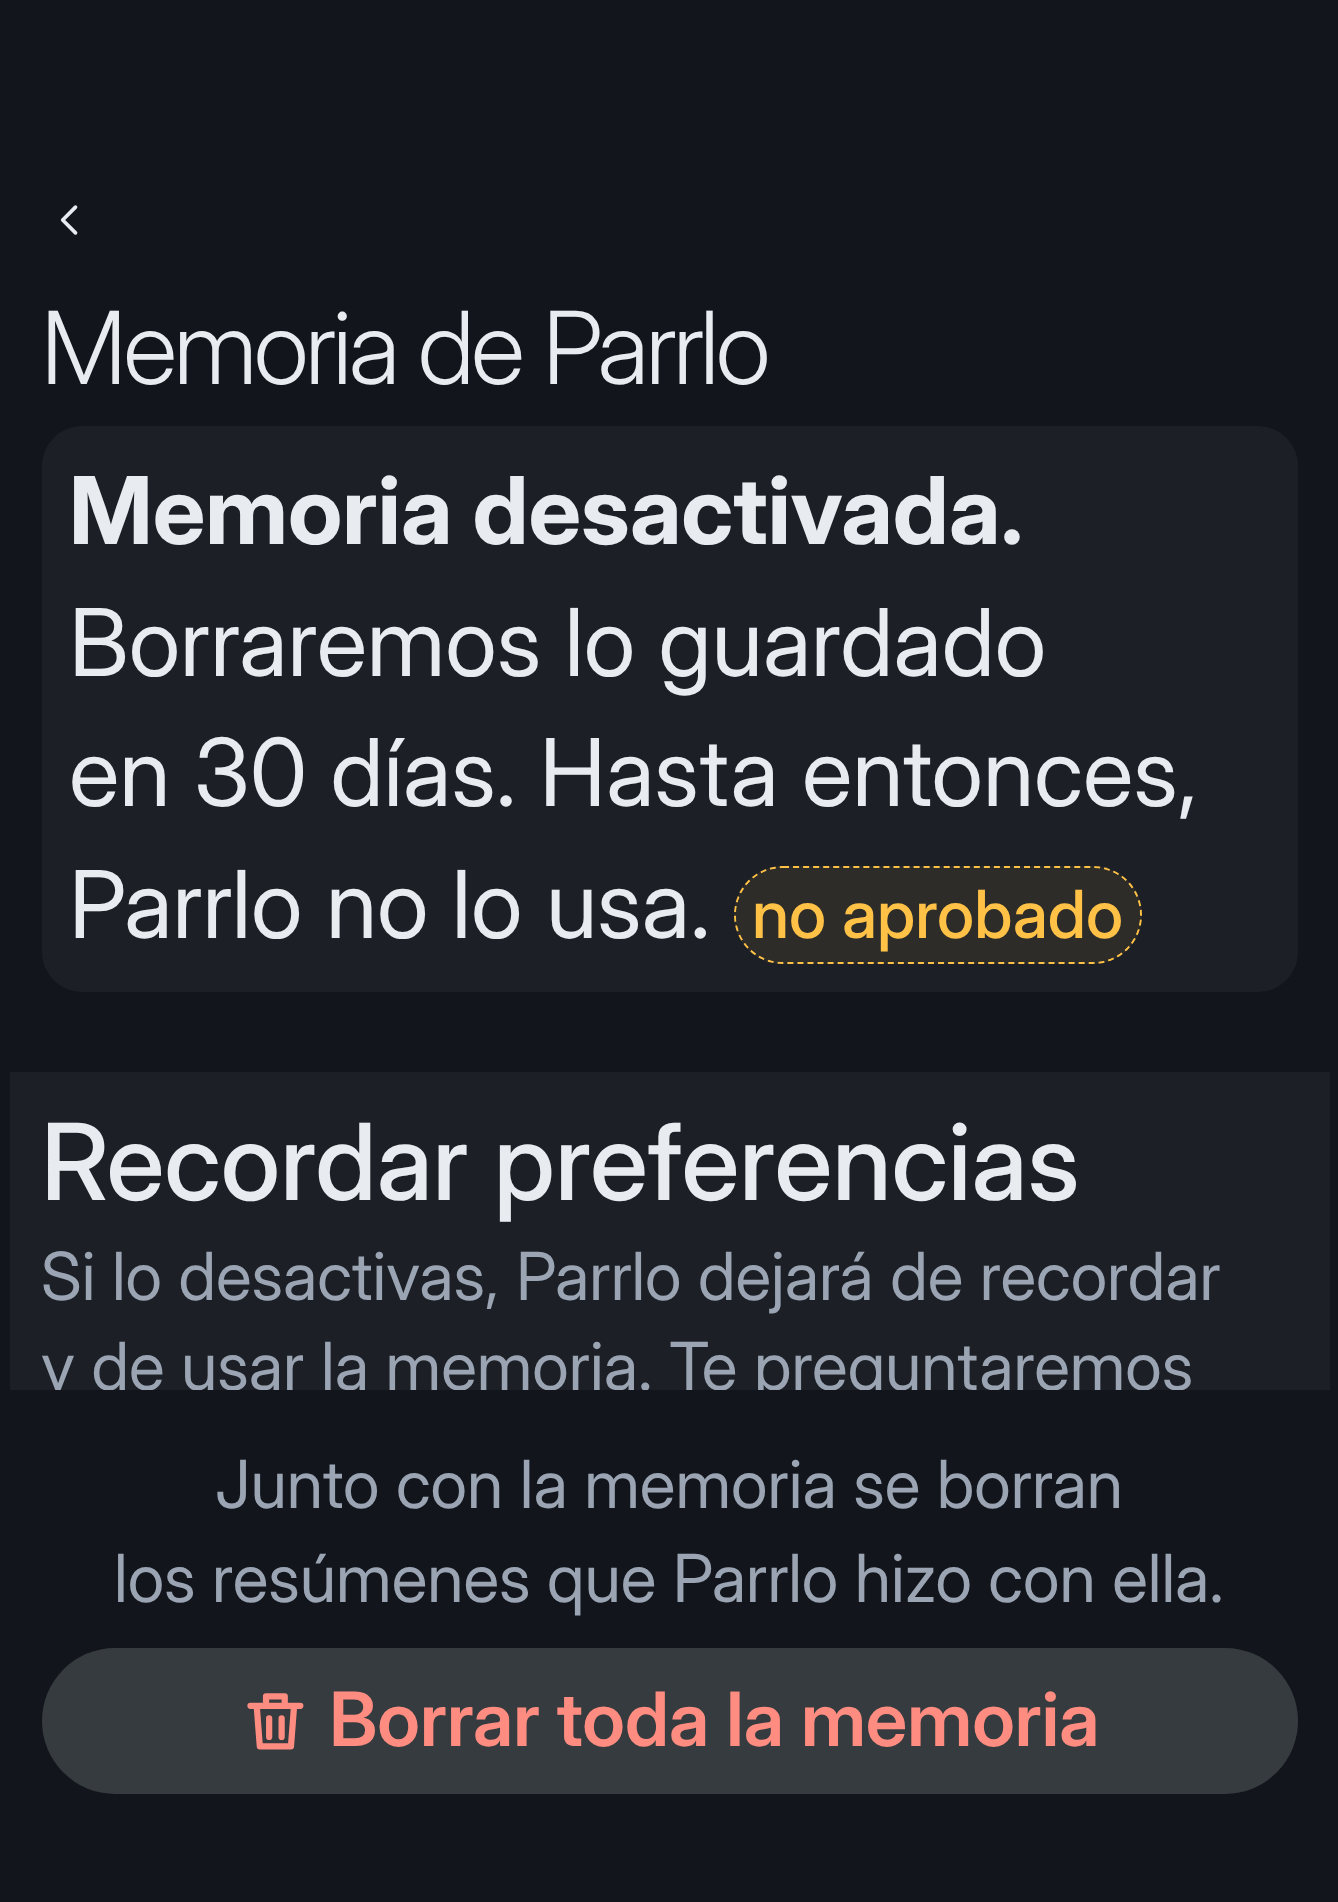 Memoria de Parrlo
Memoria desactivada.
Borraremos lo guardado
en 30 días. Hasta entonces,
Parrlo no lo usa. no aprobado
Recordar preferencias
Si lo desactivas, Parrlo dejará de recordar
y de usar la memoria. Te preguntaremos
Junto con la memoria se borran
los resúmenes que Parrlo hizo con ella.
Borrar toda la memoria